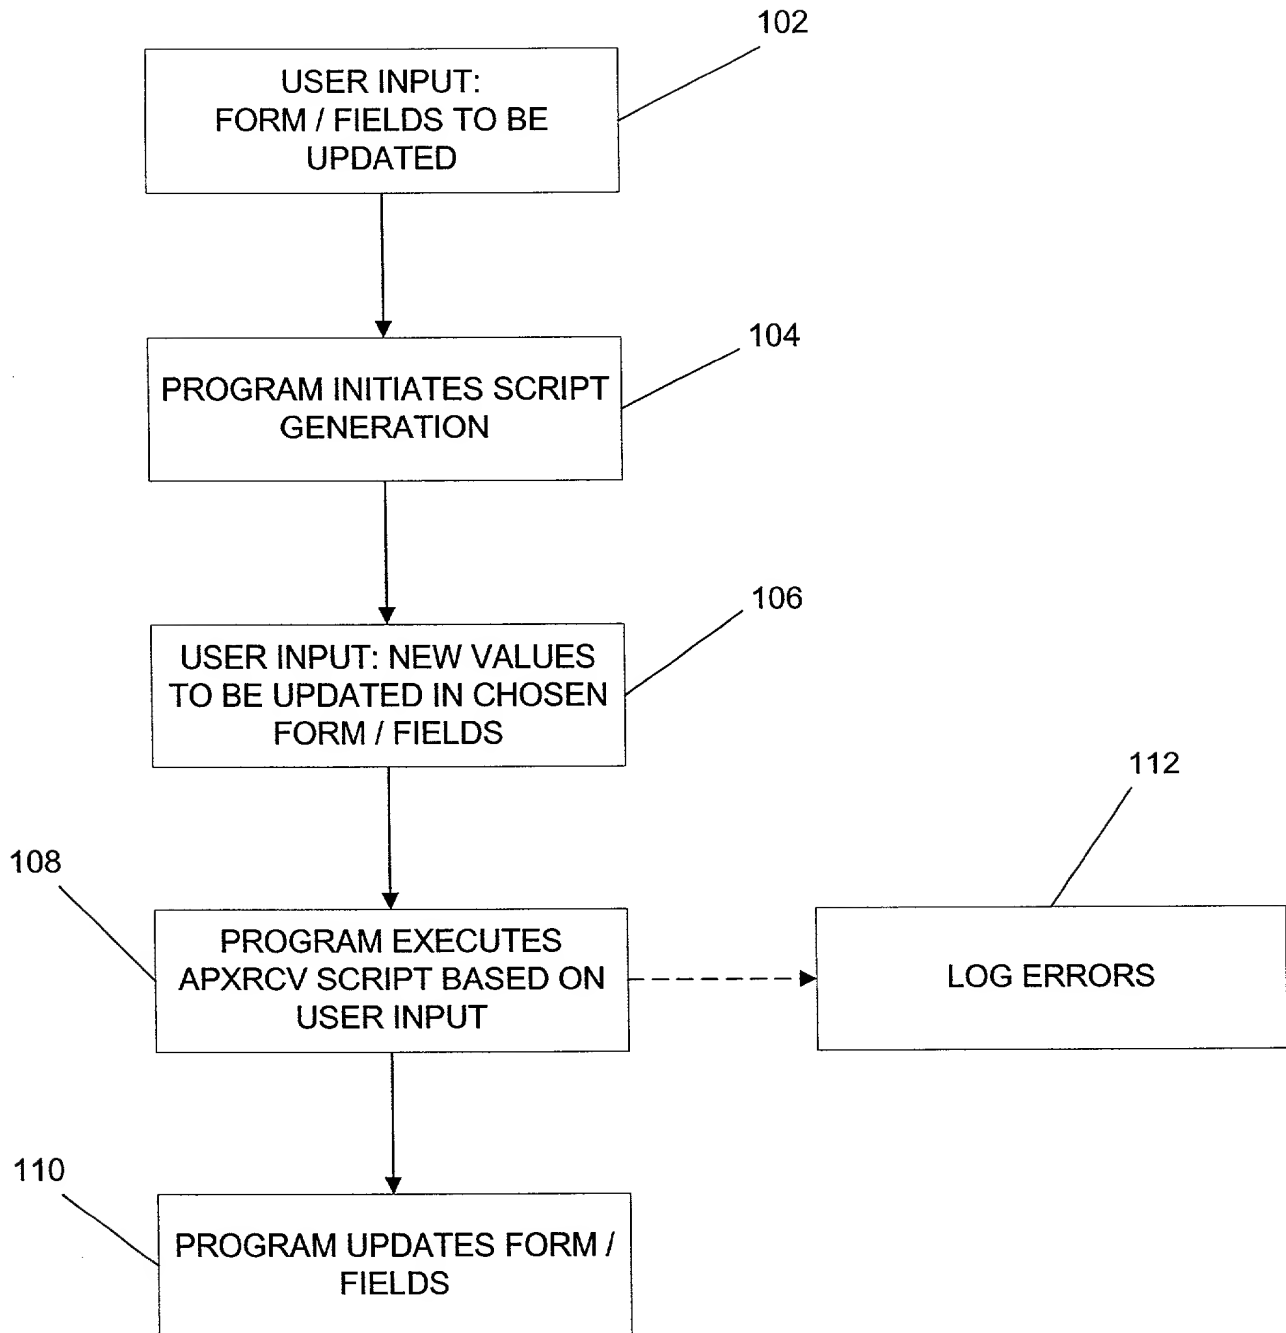 102
USER INPUT:
FORM / FIELDS TO BE
UPDATED
104
PROGRAM INITIATES SCRIPT
GENERATION
106
USER INPUT: NEW VALUES
TO BE UPDATED IN CHOSEN
FORM / FIELDS
108
PROGRAM EXECUTES
APXRCV SCRIPT BASED ON
USER INPUT
112
LOG ERRORS
110
PROGRAM UPDATES FORM /
FIELDS